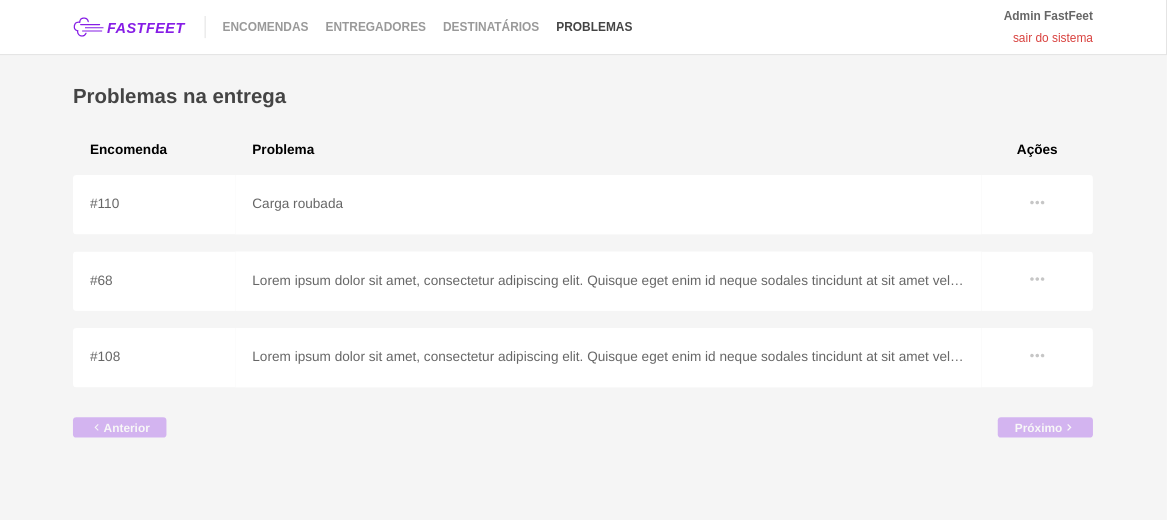 FASTFEET ENCOMENDAS ENTREGADORES DESTINATÁRIOS PROBLEMAS Admin FastFeet
sair do sistema
Problemas na entrega
Encomenda Problema Ações
#110 Carga roubada
#68 Lorem ipsum dolor sit amet, consectetur adipiscing elit. Quisque eget enim id neque sodales tincidunt at sit amet vel…
#108 Lorem ipsum dolor sit amet, consectetur adipiscing elit. Quisque eget enim id neque sodales tincidunt at sit amet vel…
Anterior Próximo